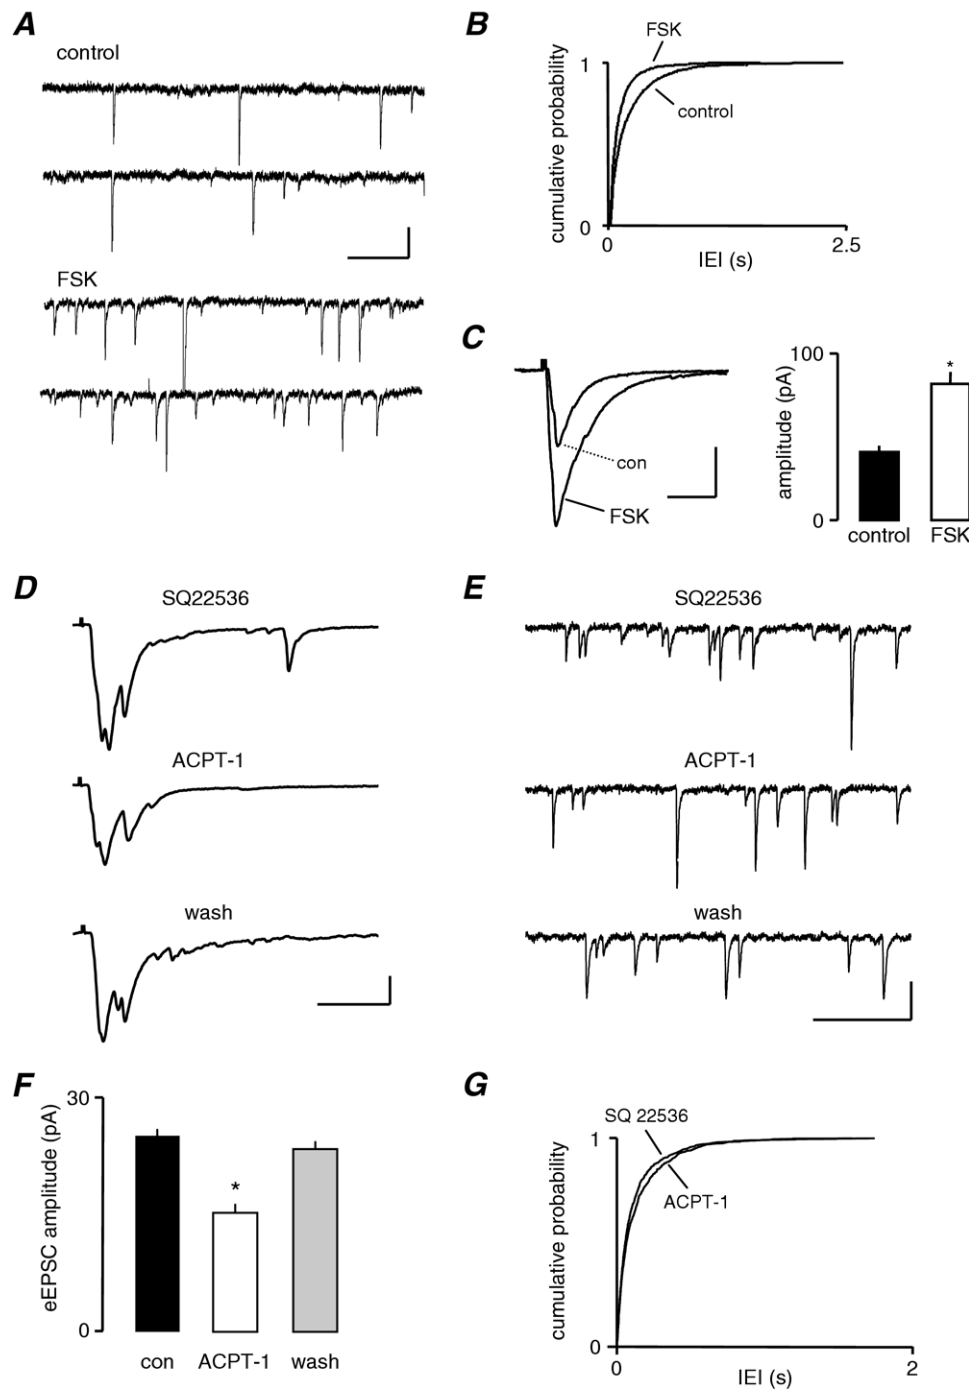 A
control
FSK
B
FSK
control
cumulative probability
1
0
0
2.5
IEI (s)
C
con
FSK
amplitude (pA)
100
0
*
control
FSK
D
SQ22536
ACPT-1
wash
E
SQ22536
ACPT-1
wash
F
eEPSC amplitude (pA)
30
0
*
con
ACPT-1
wash
G
SQ 22536
ACPT-1
cumulative probability
1
0
0
2
IEI (s)